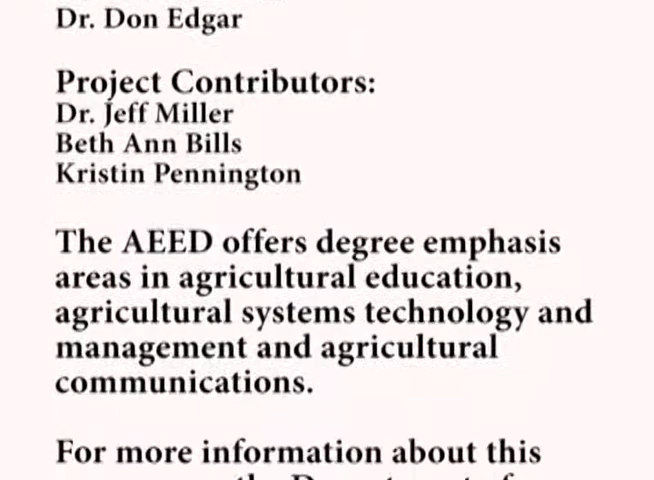 Dr. Don Edgar
Project Contributors:
Dr. Jeff Miller
Beth Ann Bills
Kristin Pennington
The AEED offers degree emphasis
areas in agricultural education,
agricultural systems technology and
management and agricultural
communications.
For more information about this